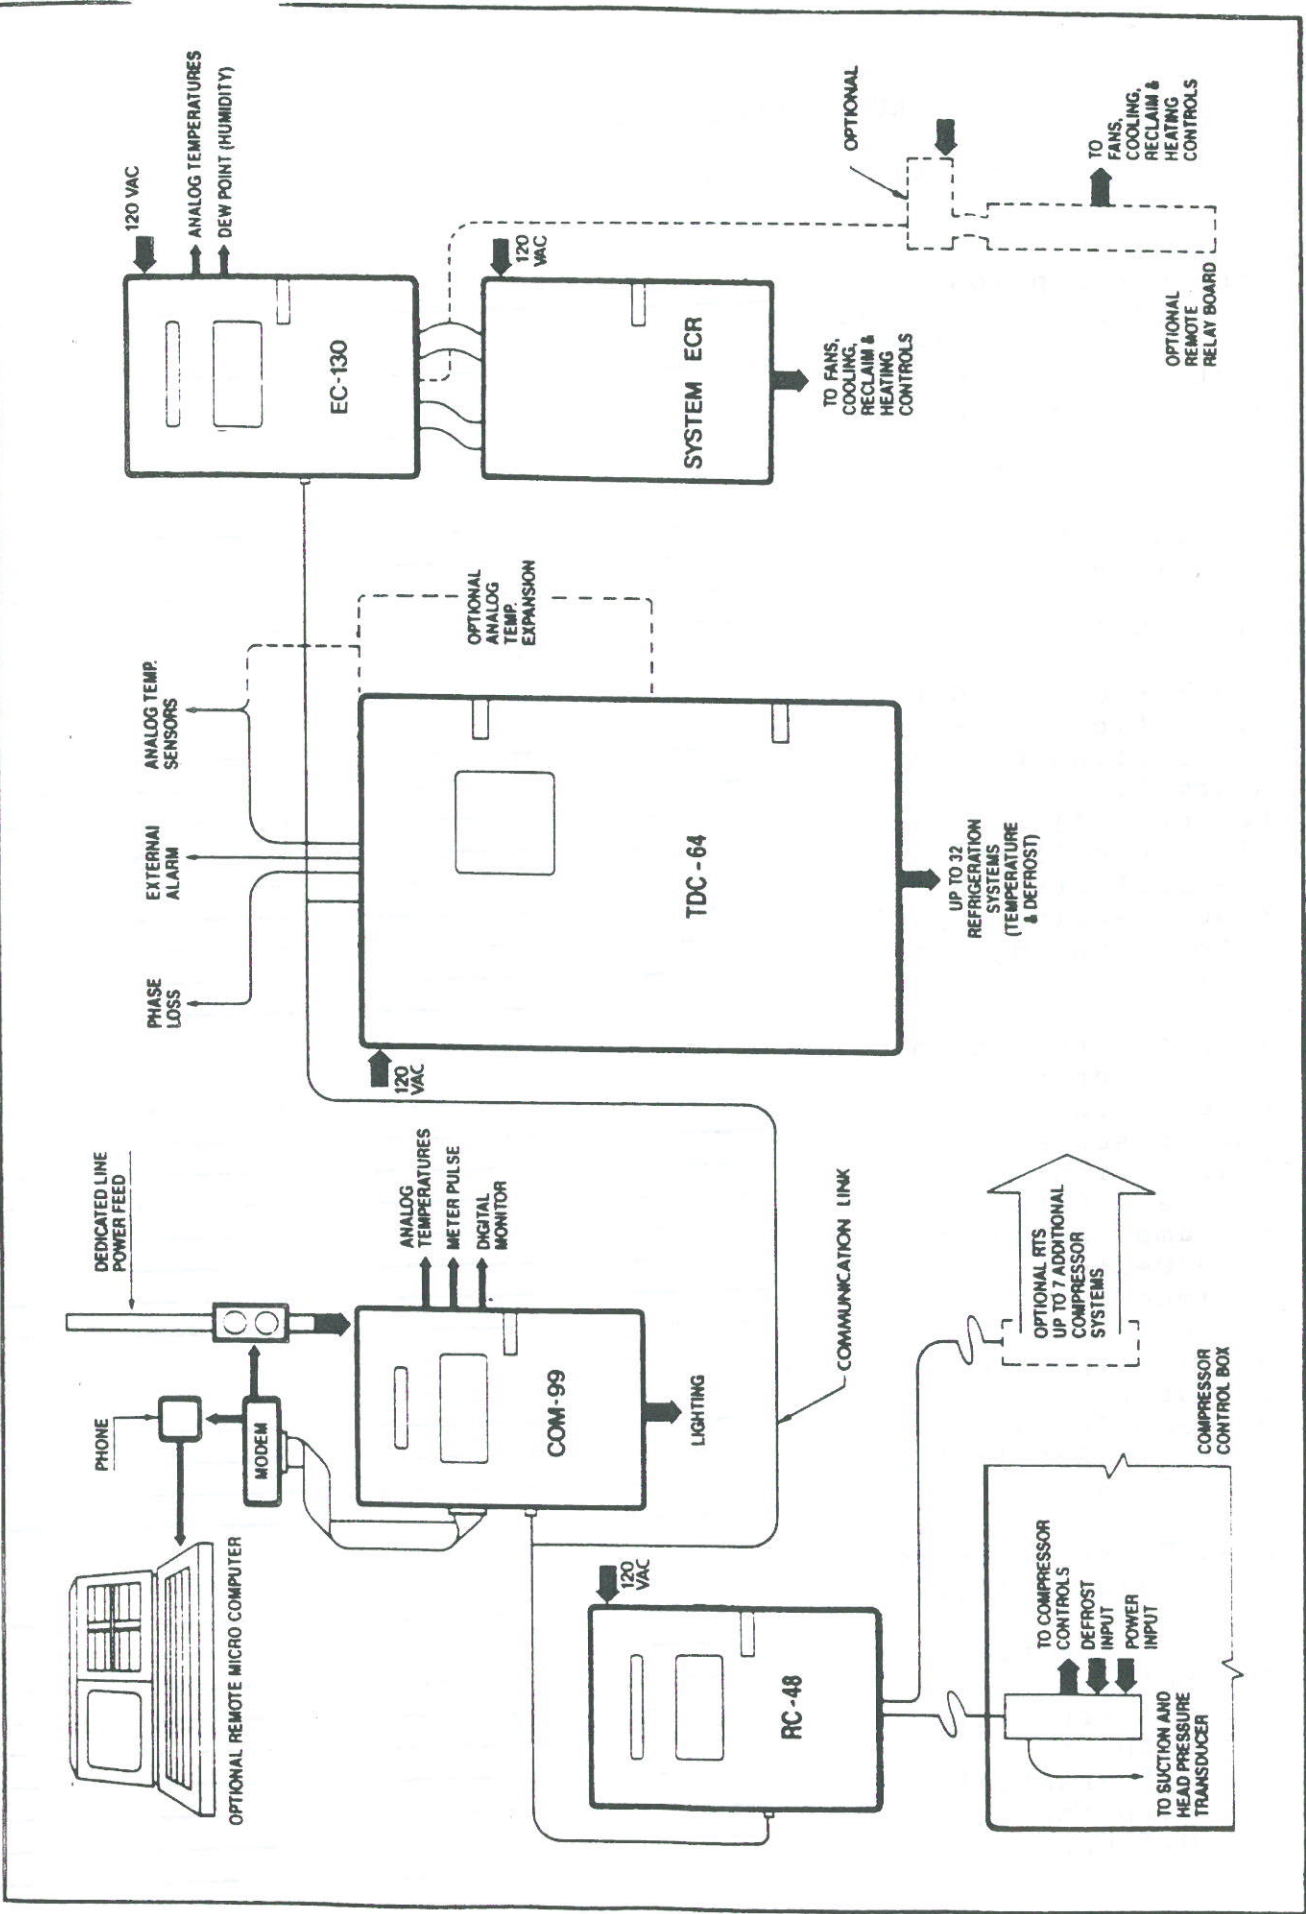 OPTIONAL REMOTE MICRO COMPUTER
PHONE
MODEM
DEDICATED LINE
POWER FEED
COM-99
ANALOG
TEMPERATURES
METER PULSE
DIGITAL
MONITOR
LIGHTING
COMMUNICATION LINK
120
VAC
RC-48
TO COMPRESSOR
CONTROLS
DEFROST
INPUT
POWER
INPUT
TO SUCTION AND
HEAD PRESSURE
TRANSDUCER
COMPRESSOR
CONTROL BOX
OPTIONAL RTS
UP TO 7 ADDITIONAL
COMPRESSOR
SYSTEMS
PHASE
LOSS
EXTERNAl
ALARM
ANALOG TEMP.
SENSORS
120
VAC
TDC-64
OPTIONAL
ANALOG
TEMP.
EXPANSION
UP TO 32
REFRIGERATION
SYSTEMS
(TEMPERATURE
& DEFROST)
120 VAC
ANALOG TEMPERATURES
DEW POINT (HUMIDITY)
EC-130
120
VAC
SYSTEM ECR
TO FANS,
COOLING,
RECLAIM &
HEATING
CONTROLS
OPTIONAL
TO
FANS,
COOLING,
RECLAIM &
HEATING
CONTROLS
OPTIONAL
REMOTE
RELAY BOARD